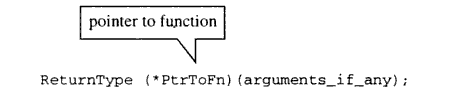 pointer to function
ReturnType (*PtrToFn)(arguments_if_any);